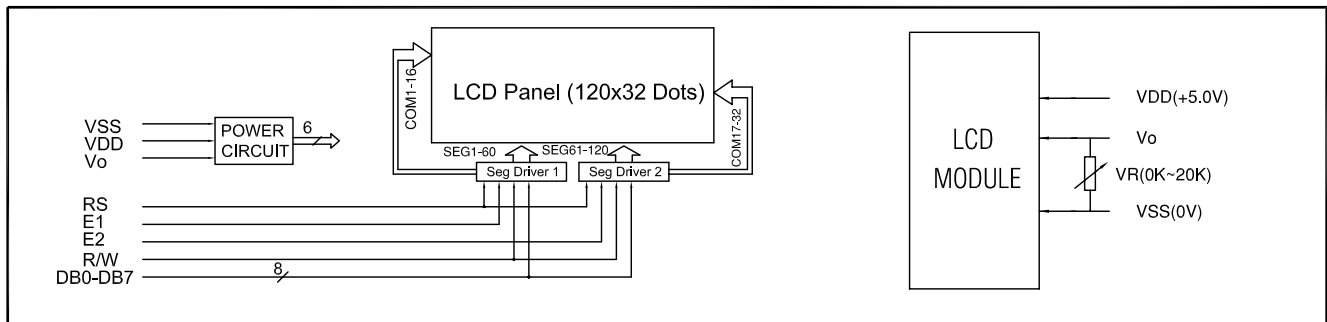 LCD Panel (120x32 Dots)
COM1-16
COM17-32
SEG1-60
SEG61-120
Seg Driver 1
Seg Driver 2
VSS
VDD
Vo
POWER
CIRCUIT
6
RS
E1
E2
R/W
DB0-DB7
8
LCD
MODULE
VDD(+5.0V)
Vo
VR(0K~20K)
VSS(0V)